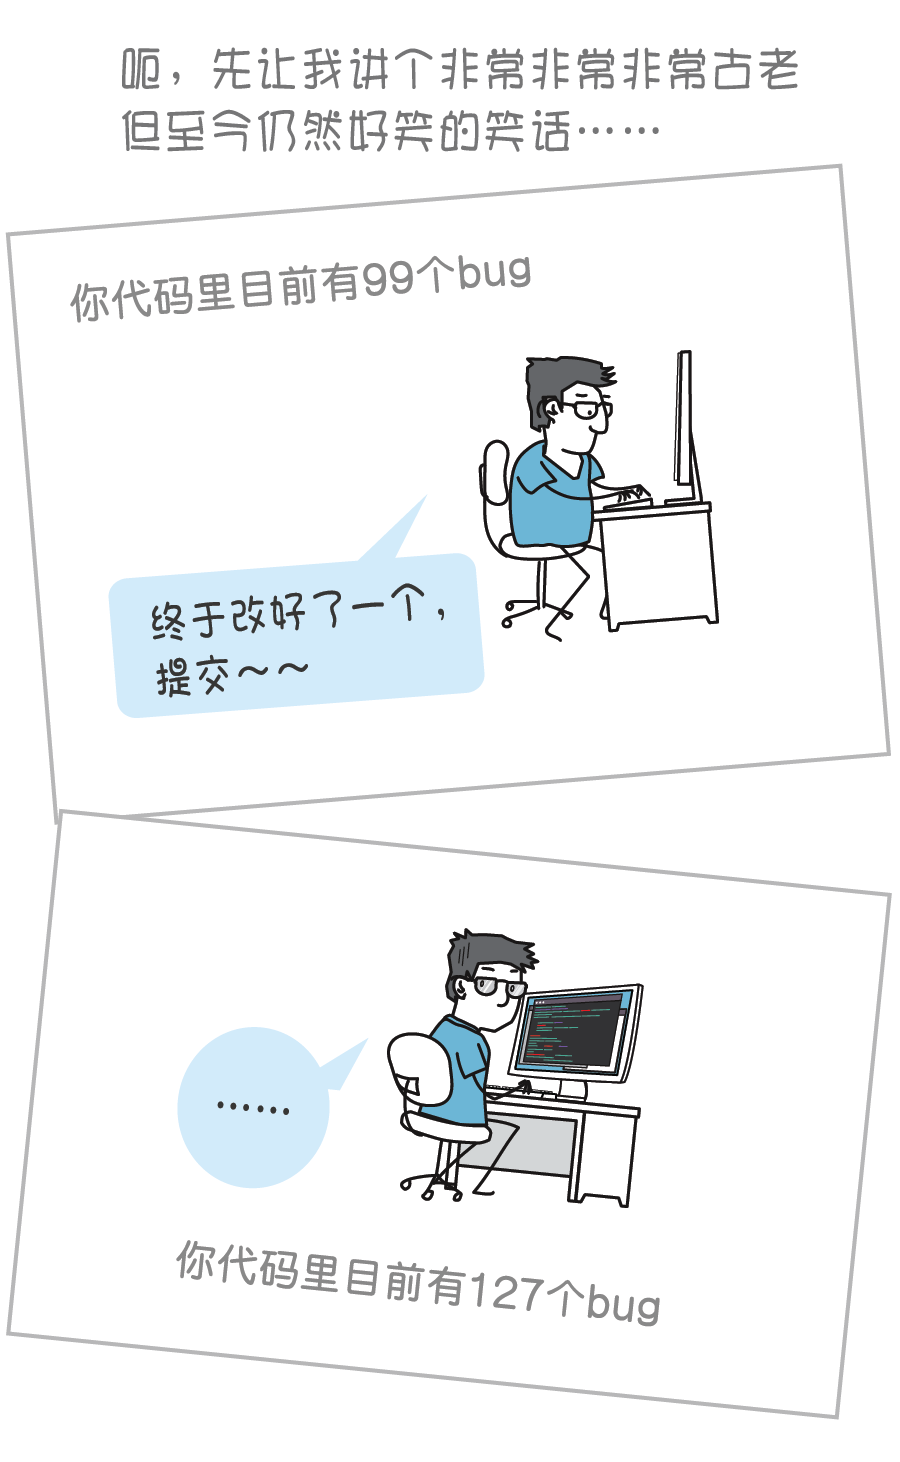 呃，先让我讲个非常非常非常古老
但至今仍然好笑的笑话……
你代码里目前有99个bug
终于改好了一个，
提交～～
……
你代码里目前有127个bug